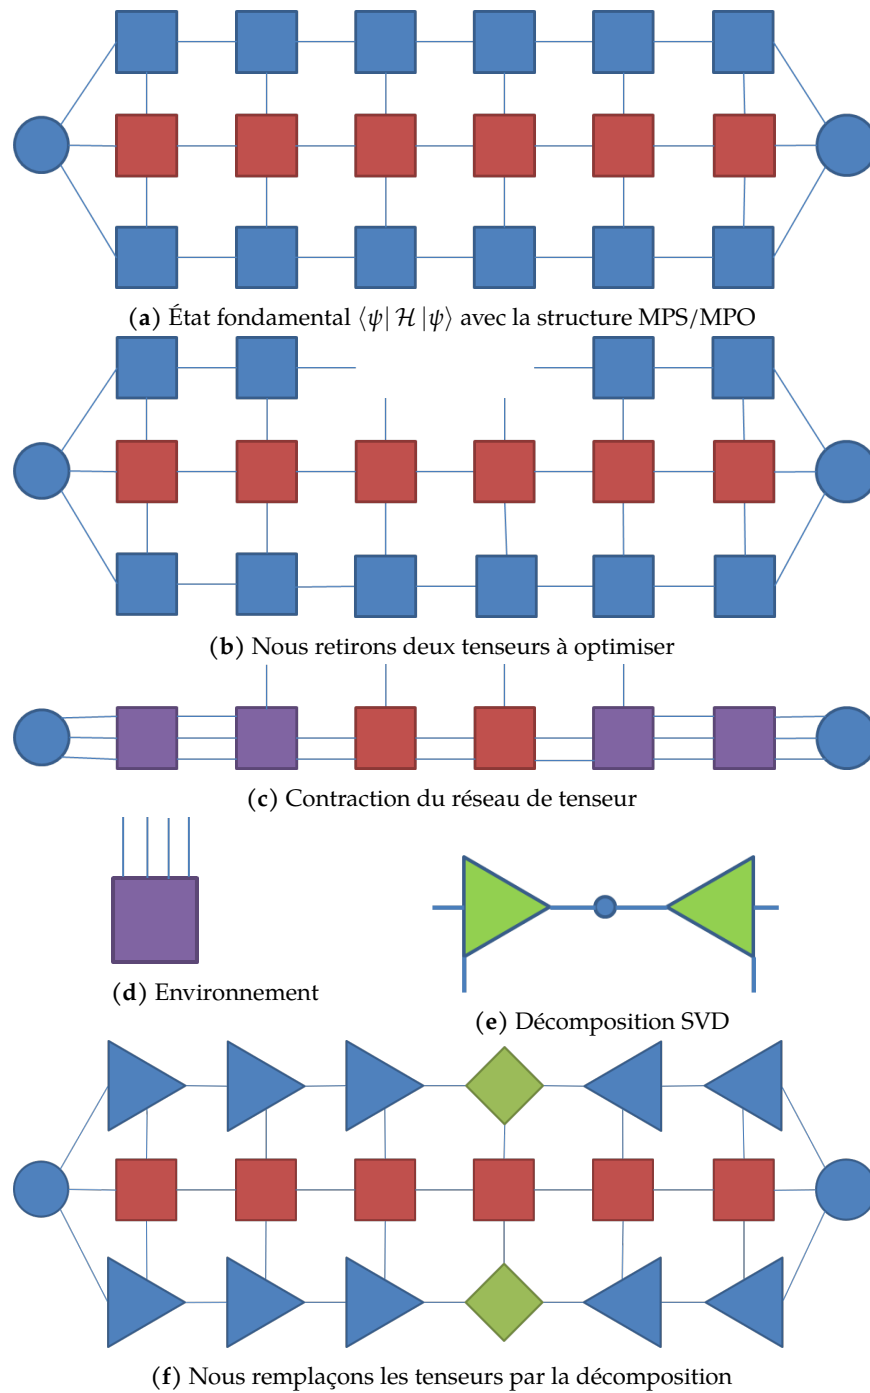 (a) État fondamental ⟨ψ| ℋ |ψ⟩ avec la structure MPS/MPO
(b) Nous retirons deux tenseurs à optimiser
(c) Contraction du réseau de tenseur
(d) Environnement
(e) Décomposition SVD
(f) Nous remplaçons les tenseurs par la décomposition